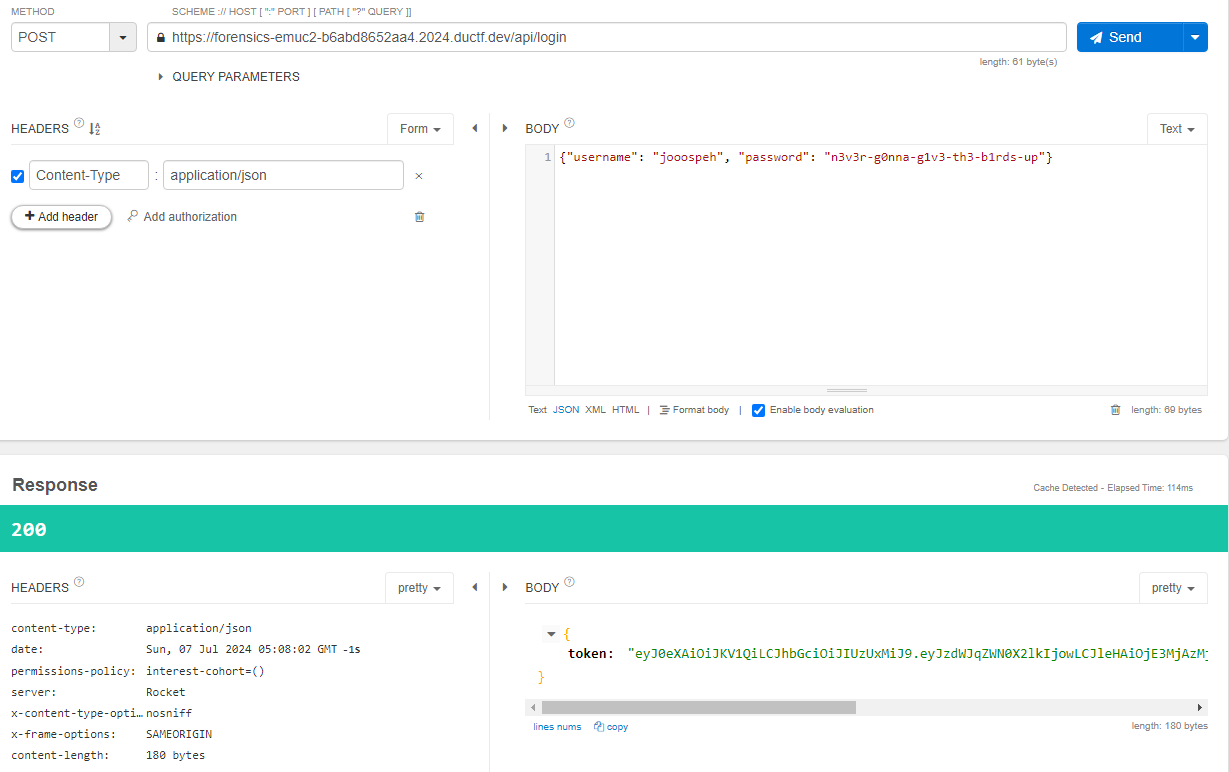 METHOD
SCHEME :// HOST [ ":" PORT ] [ PATH [ "?" QUERY ]]
POST
https://forensics-emuc2-b6abd8652aa4.2024.ductf.dev/api/login
Send
length: 61 byte(s)
QUERY PARAMETERS
HEADERS
Form
BODY
Text
Content-Type : application/json ×
Add header
Add authorization
1 {"username": "jooospeh", "password": "n3v3r-g0nna-g1v3-th3-b1rds-up"}
Text JSON XML HTML | Format body | Enable body evaluation
length: 69 bytes
Response
Cache Detected - Elapsed Time: 114ms
200
HEADERS
pretty
BODY
pretty
content-type: application/json
date: Sun, 07 Jul 2024 05:08:02 GMT -1s
permissions-policy: interest-cohort=()
server: Rocket
x-content-type-opti… nosniff
x-frame-options: SAMEORIGIN
content-length: 180 bytes
{
token: "eyJ0eXAiOiJKV1QiLCJhbGciOiJIUzUxMiJ9.eyJzdWJqZWN0X2lkIjowLCJleHAiOjE3MjAzM
}
lines nums copy
length: 180 bytes